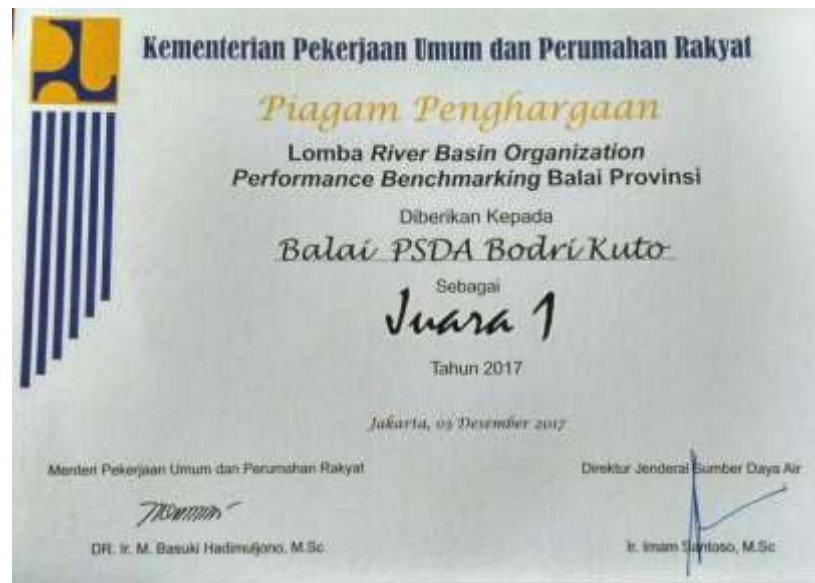 Kementerian Pekerjaan Umum dan Perumahan Rakyat
Piagam Penghargaan
Lomba River Basin Organization
Performance Benchmarking Balai Provinsi
Diberikan Kepada
Balai PSDA Bodri Kuto
Sebagai
Juara 1
Tahun 2017
Jakarta, 03 Desember 2017
Menteri Pekerjaan Umum dan Perumahan Rakyat
Direktur Jenderal Sumber Daya Air
DR. Ir. M. Basuki Hadimuljono, M.Sc
Ir. Imam Santoso, M.Sc